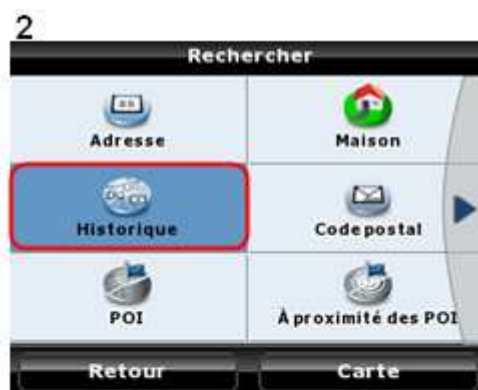 2
Rechercher
Adresse
Maison
Historique
Code postal
POI
À proximité des POI
Retour
Carte